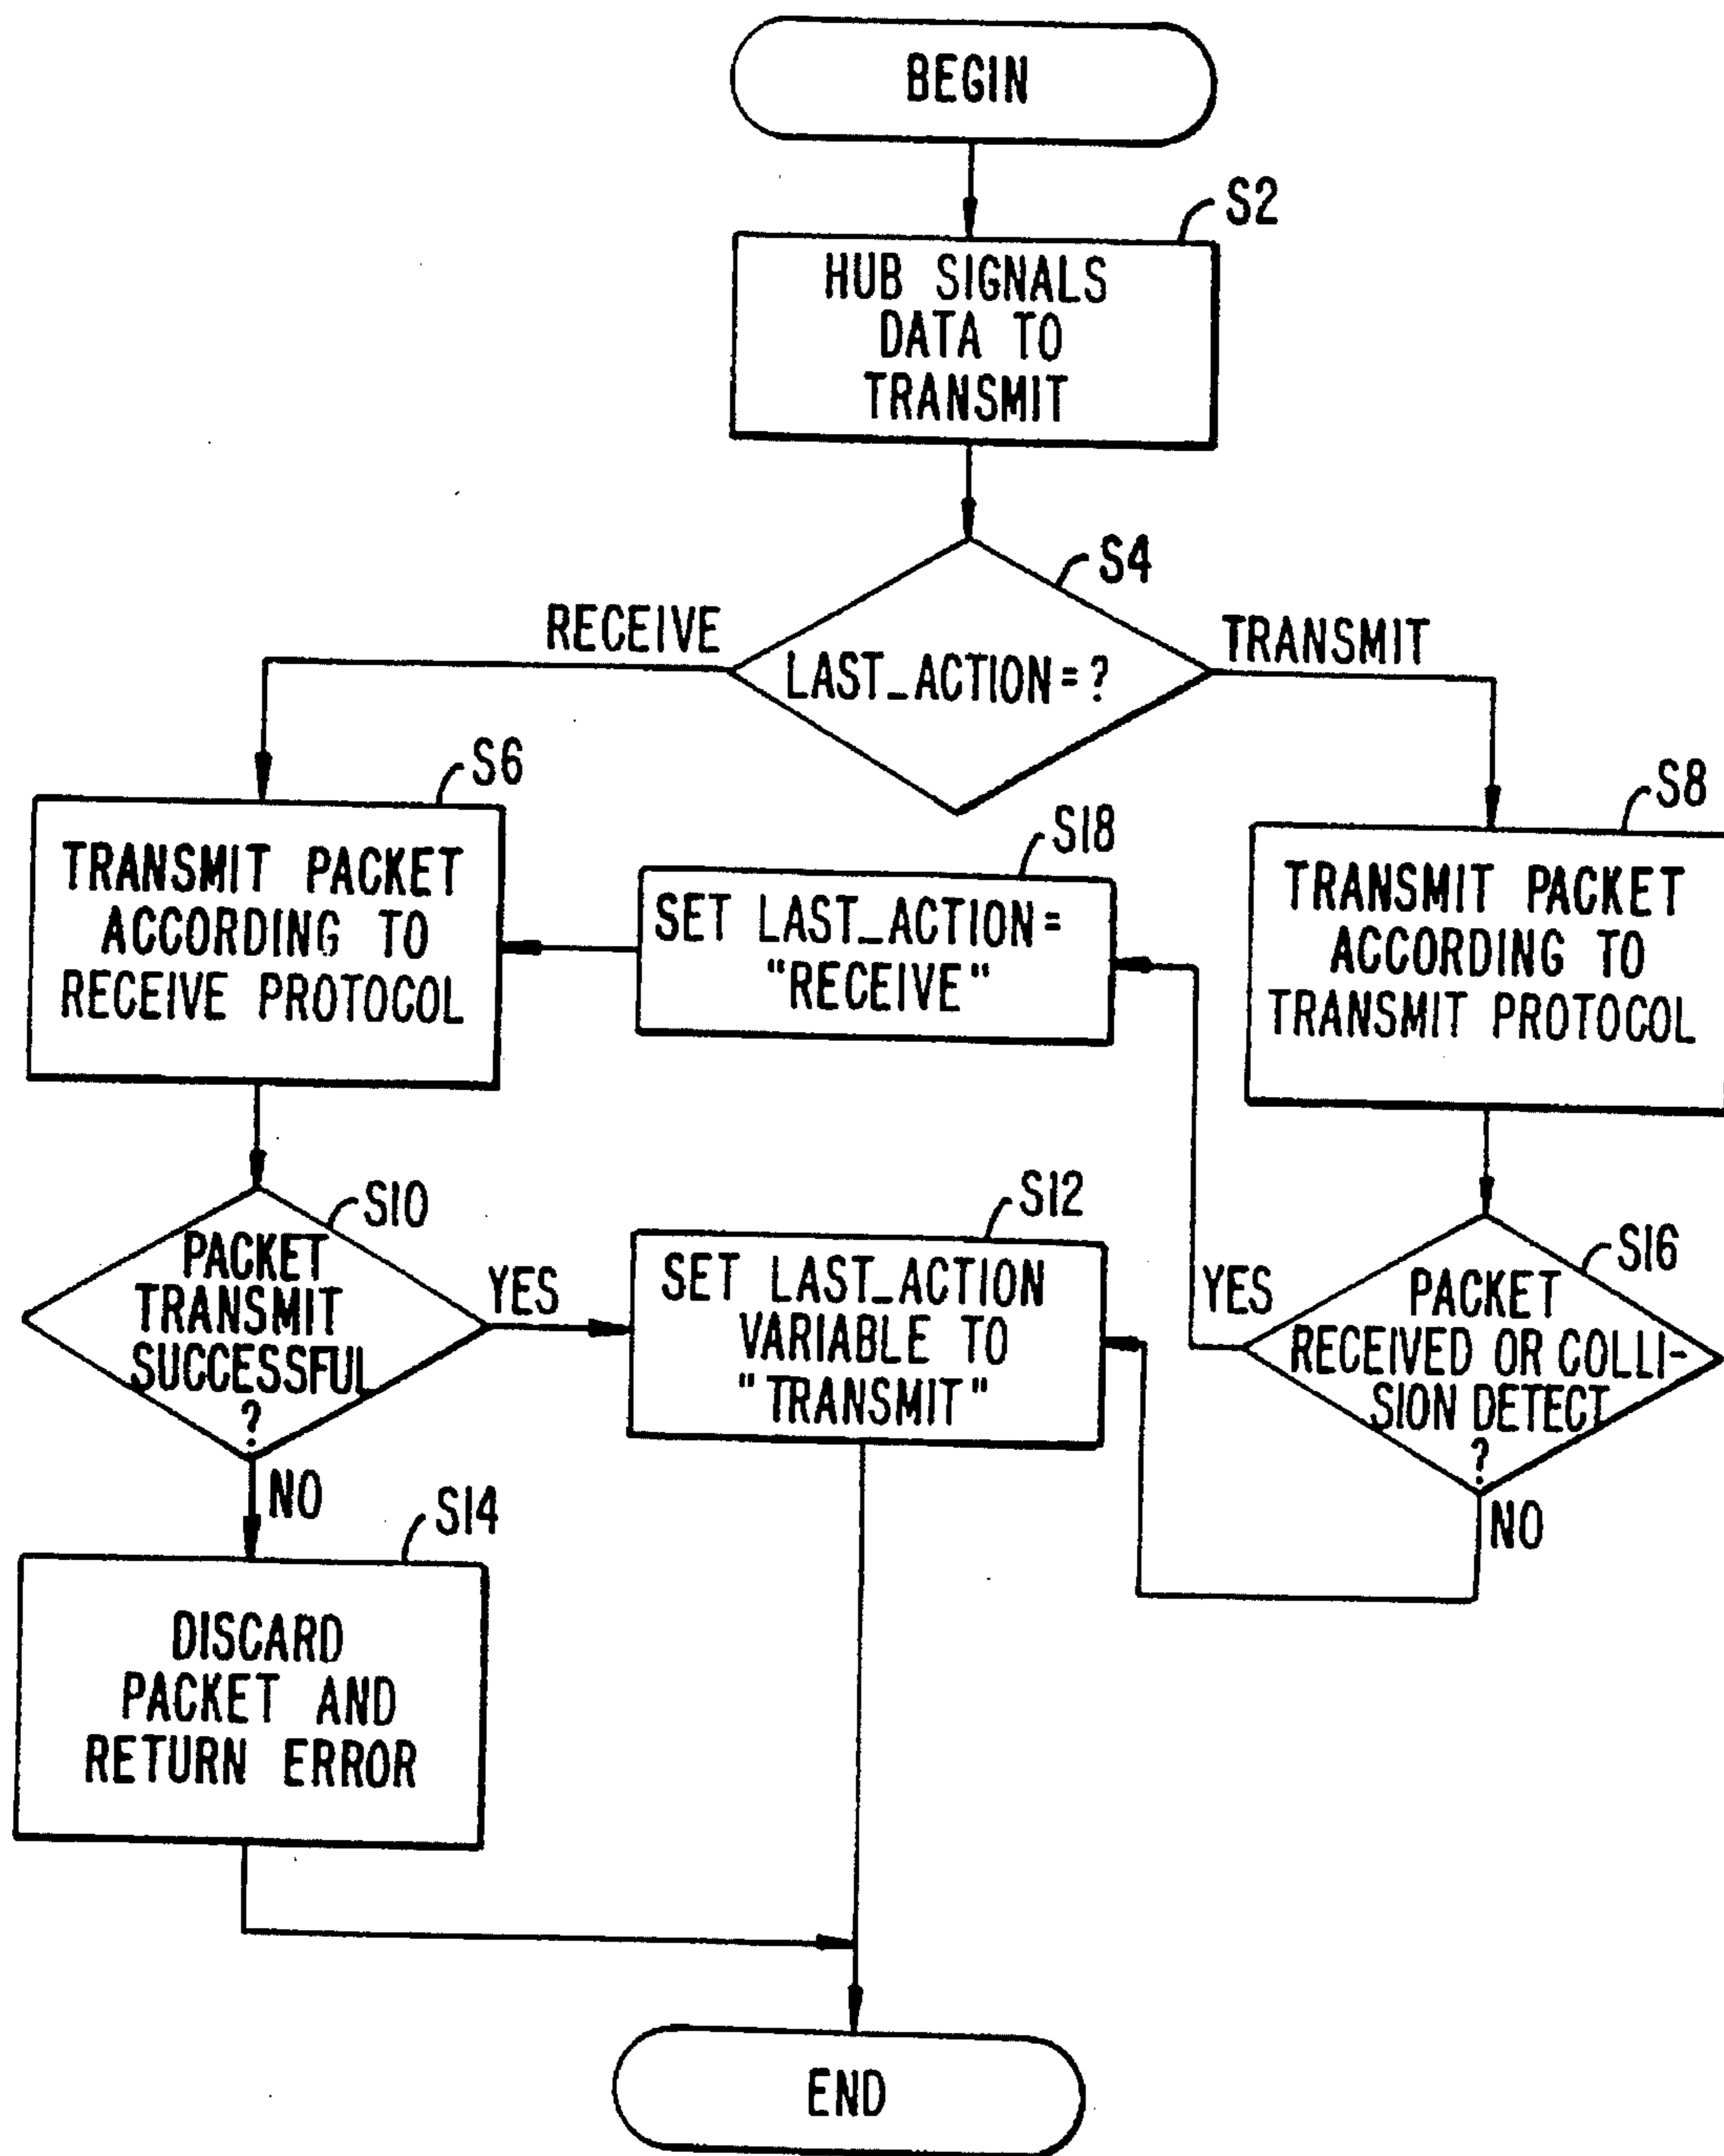 BEGIN
S2
HUB SIGNALS
DATA TO
TRANSMIT
S4
RECEIVE
TRANSMIT
LAST_ACTION=?
S6
S8
S18
TRANSMIT PACKET
ACCORDING TO
RECEIVE PROTOCOL
SET LAST_ACTION=
"RECEIVE"
TRANSMIT PACKET
ACCORDING TO
TRANSMIT PROTOCOL
S10
S12
S16
PACKET
TRANSMIT
SUCCESSFUL
?
YES
SET LAST_ACTION
VARIABLE TO
"TRANSMIT"
YES
PACKET
RECEIVED OR COLLI-
SION DETECT
?
NO
NO
S14
DISCARD
PACKET AND
RETURN ERROR
END